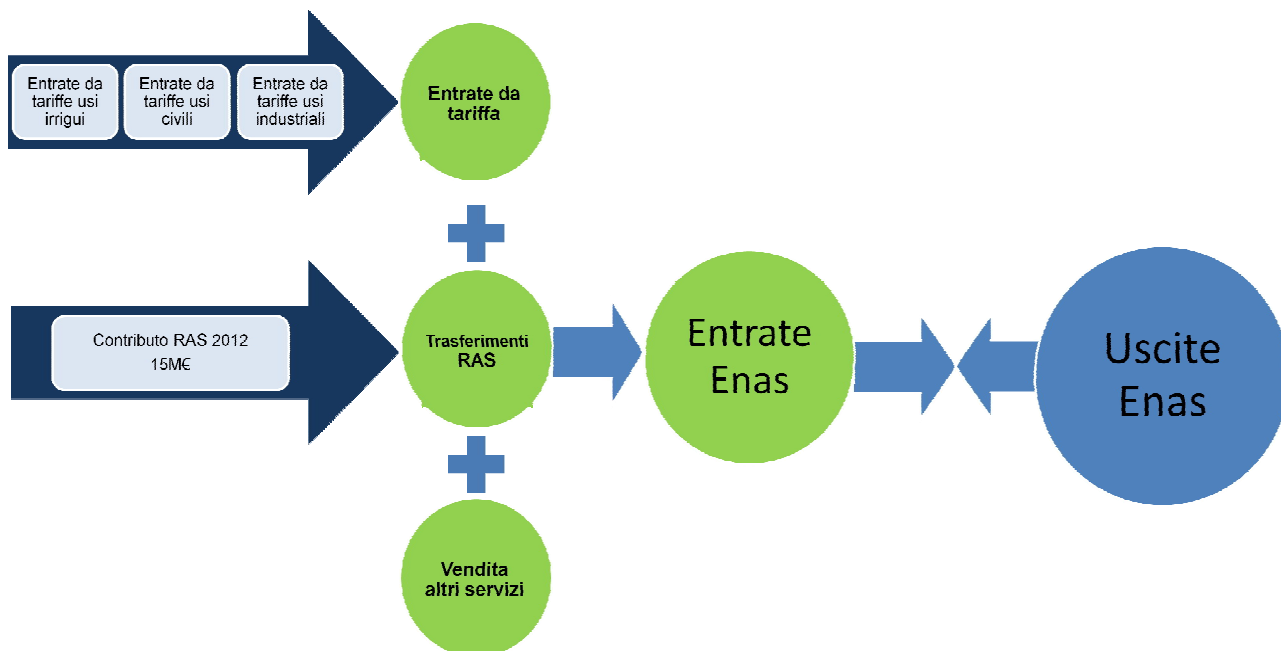 Entrate da
tariffe usi
irrigui
Entrate da
tariffe usi
civili
Entrate da
tariffe usi
industriali
Entrate da
tariffa
Contributo RAS 2012
15M€
Trasferimenti
RAS
Entrate
Enas
Uscite
Enas
Vendita
altri servizi